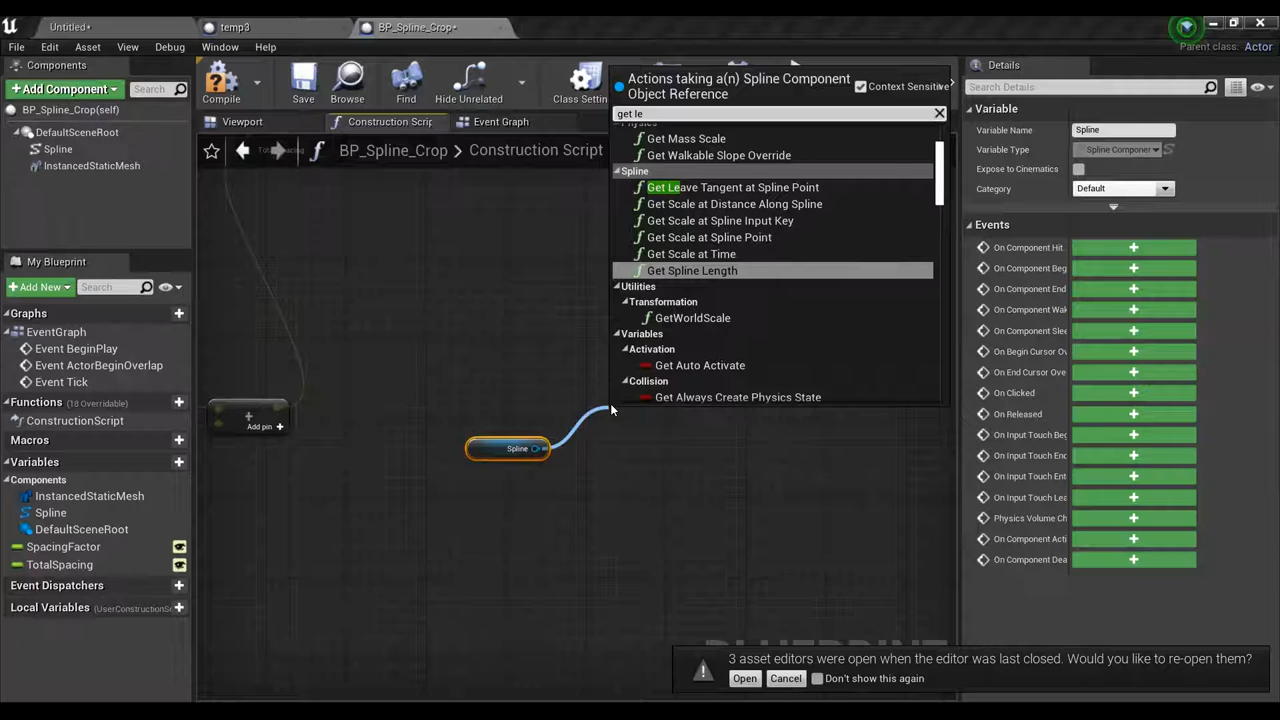 Untitled*
temp3
BP_Spline_Crop*
File Edit Asset View Debug Window Help
Parent class: Actor
Components
+Add Component
Search
BP_Spline_Crop(self)
DefaultSceneRoot
Spline
InstancedStaticMesh
My Blueprint
+Add New
Search
Graphs
EventGraph
Event BeginPlay
Event ActorBeginOverlap
Event Tick
Functions (18 Overridable)
ConstructionScript
Macros
Variables
Components
InstancedStaticMesh
Spline
DefaultSceneRoot
SpacingFactor
TotalSpacing
Event Dispatchers
Local Variables (UserConstructionSc
Compile
Save
Browse
Find
Hide Unrelated
Class Settin
Viewport
Construction Scrip
Event Graph
BP_Spline_Crop > Construction Script
Add pin +
Spline
Actions taking a(n) Spline Component
Object Reference
Context Sensitive
get le
Physics
Get Mass Scale
Get Walkable Slope Override
Spline
Get Leave Tangent at Spline Point
Get Scale at Distance Along Spline
Get Scale at Spline Input Key
Get Scale at Spline Point
Get Scale at Time
Get Spline Length
Utilities
Transformation
GetWorldScale
Variables
Activation
Get Auto Activate
Collision
Get Always Create Physics State
Details
Search Details
Variable
Variable Name
Spline
Variable Type
Spline Componer
Expose to Cinematics
Category
Default
Events
On Component Hit
On Component Beg
On Component End
On Component Wak
On Component Slee
On Begin Cursor Ov
On End Cursor Ove
On Clicked
On Released
On Input Touch Beg
On Input Touch End
On Input Touch Ent
On Input Touch Lea
Physics Volume Ch
On Component Acti
On Component Dea
3 asset editors were open when the editor was last closed. Would you like to re-open them?
Open
Cancel
Don't show this again